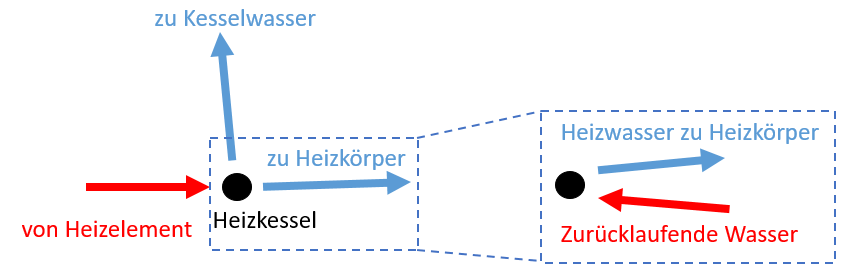 zu Kesselwasser
zu Heizkörper
von Heizelement
Heizkessel
Heizwasser zu Heizkörper
Zurücklaufende Wasser